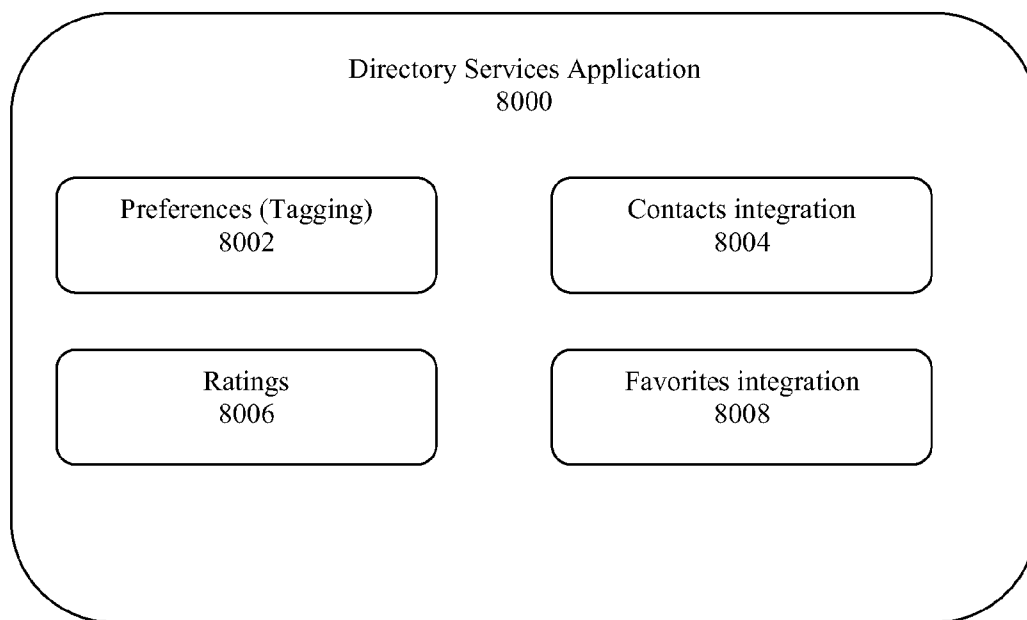 Directory Services Application
8000
Preferences (Tagging)
8002
Contacts integration
8004
Ratings
8006
Favorites integration
8008